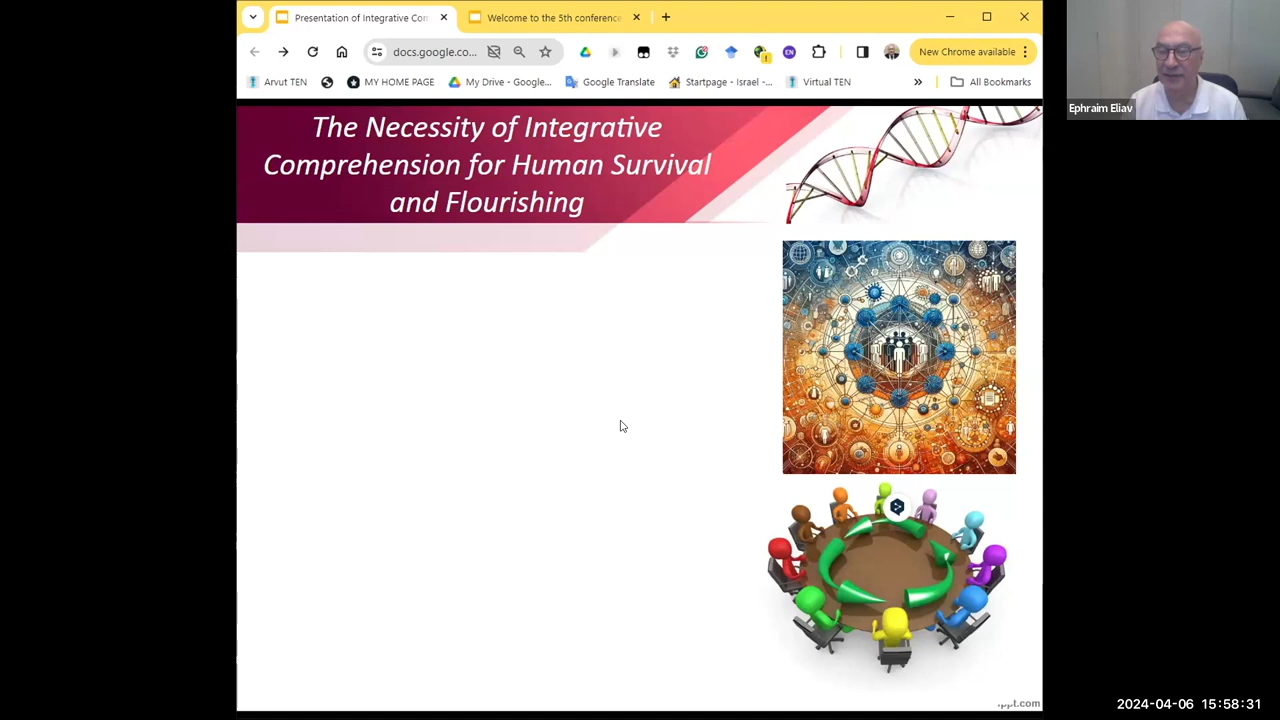 Presentation of Integrative Con
Welcome to the 5th conference
docs.google.co...
EN
New Chrome available
Arvut TEN
MY HOME PAGE
My Drive - Google...
Google Translate
Startpage - Israel -...
Virtual TEN
»
All Bookmarks
Ephraim Eliav
The Necessity of Integrative
Comprehension for Human Survival
and Flourishing
2024-04-06 15:58:31